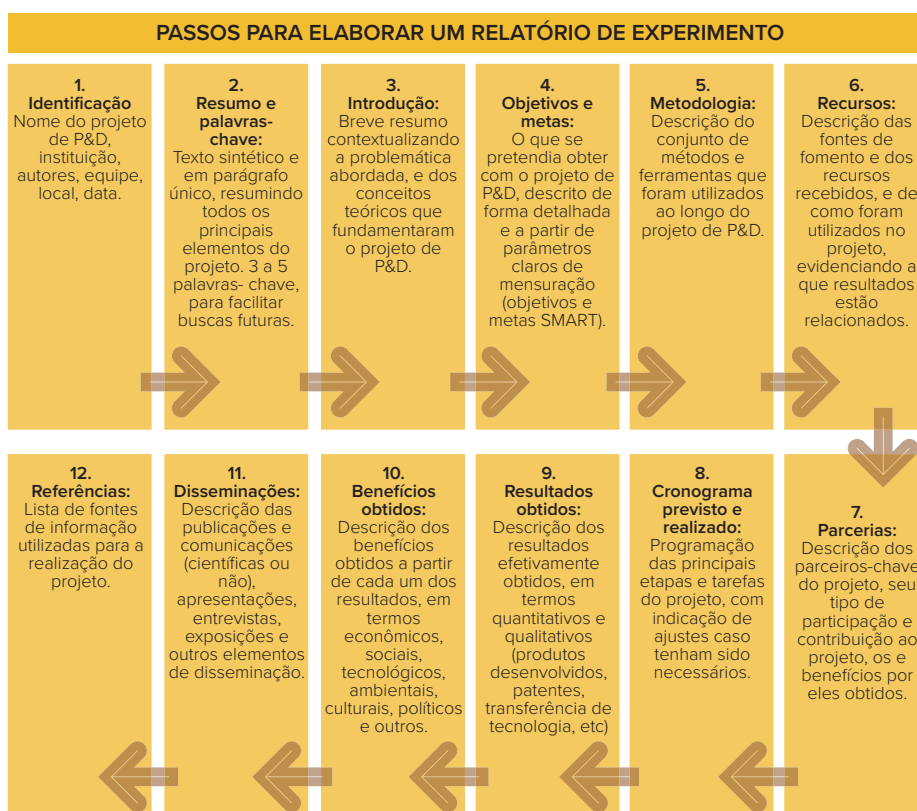 PASSOS PARA ELABORAR UM RELATÓRIO DE EXPERIMENTO
1.
Identificação
Nome do projeto
de P&D,
instituição,
autores, equipe,
local, data.
2.
Resumo e
palavras-
chave:
Texto sintético e
em parágrafo
único, resumindo
todos os
principais
elementos do
projeto. 3 a 5
palavras- chave,
para facilitar
buscas futuras.
3.
Introdução:
Breve resumo
contextualizando
a problemática
abordada, e dos
conceitos
teóricos que
fundamentaram
o projeto de
P&D.
4.
Objetivos e
metas:
O que se
pretendia obter
com o projeto de
P&D, descrito de
forma detalhada
e a partir de
parâmetros
claros de
mensuração
(objetivos e
metas SMART).
5.
Metodologia:
Descrição do
conjunto de
métodos e
ferramentas que
foram utilizados
ao longo do
projeto de P&D.
6.
Recursos:
Descrição das
fontes de
fomento e dos
recursos
recebidos, e de
como foram
utilizados no
projeto,
evidenciando a
que resultados
estão
relacionados.
7.
Parcerias:
Descrição dos
parceiros-chave
do projeto, seu
tipo de
participação e
contribuição ao
projeto, os e
benefícios por
eles obtidos.
8.
Cronograma
previsto e
realizado:
Programação
das principais
etapas e tarefas
do projeto, com
indicação de
ajustes caso
tenham sido
necessários.
9.
Resultados
obtidos:
Descrição dos
resultados
efetivamente
obtidos, em
termos
quantitativos e
qualitativos
(produtos
desenvolvidos,
patentes,
transferência de
tecnologia, etc)
10.
Benefícios
obtidos:
Descrição dos
benefícios
obtidos a partir
de cada um dos
resultados, em
termos
econômicos,
sociais,
tecnológicos,
ambientais,
culturais, políticos
e outros.
11.
Disseminações:
Descrição das
publicações e
comunicações
(científicas ou
não),
apresentações,
entrevistas,
exposições e
outros elementos
de disseminação.
12.
Referências:
Lista de fontes
de informação
utilizadas para a
realização do
projeto.